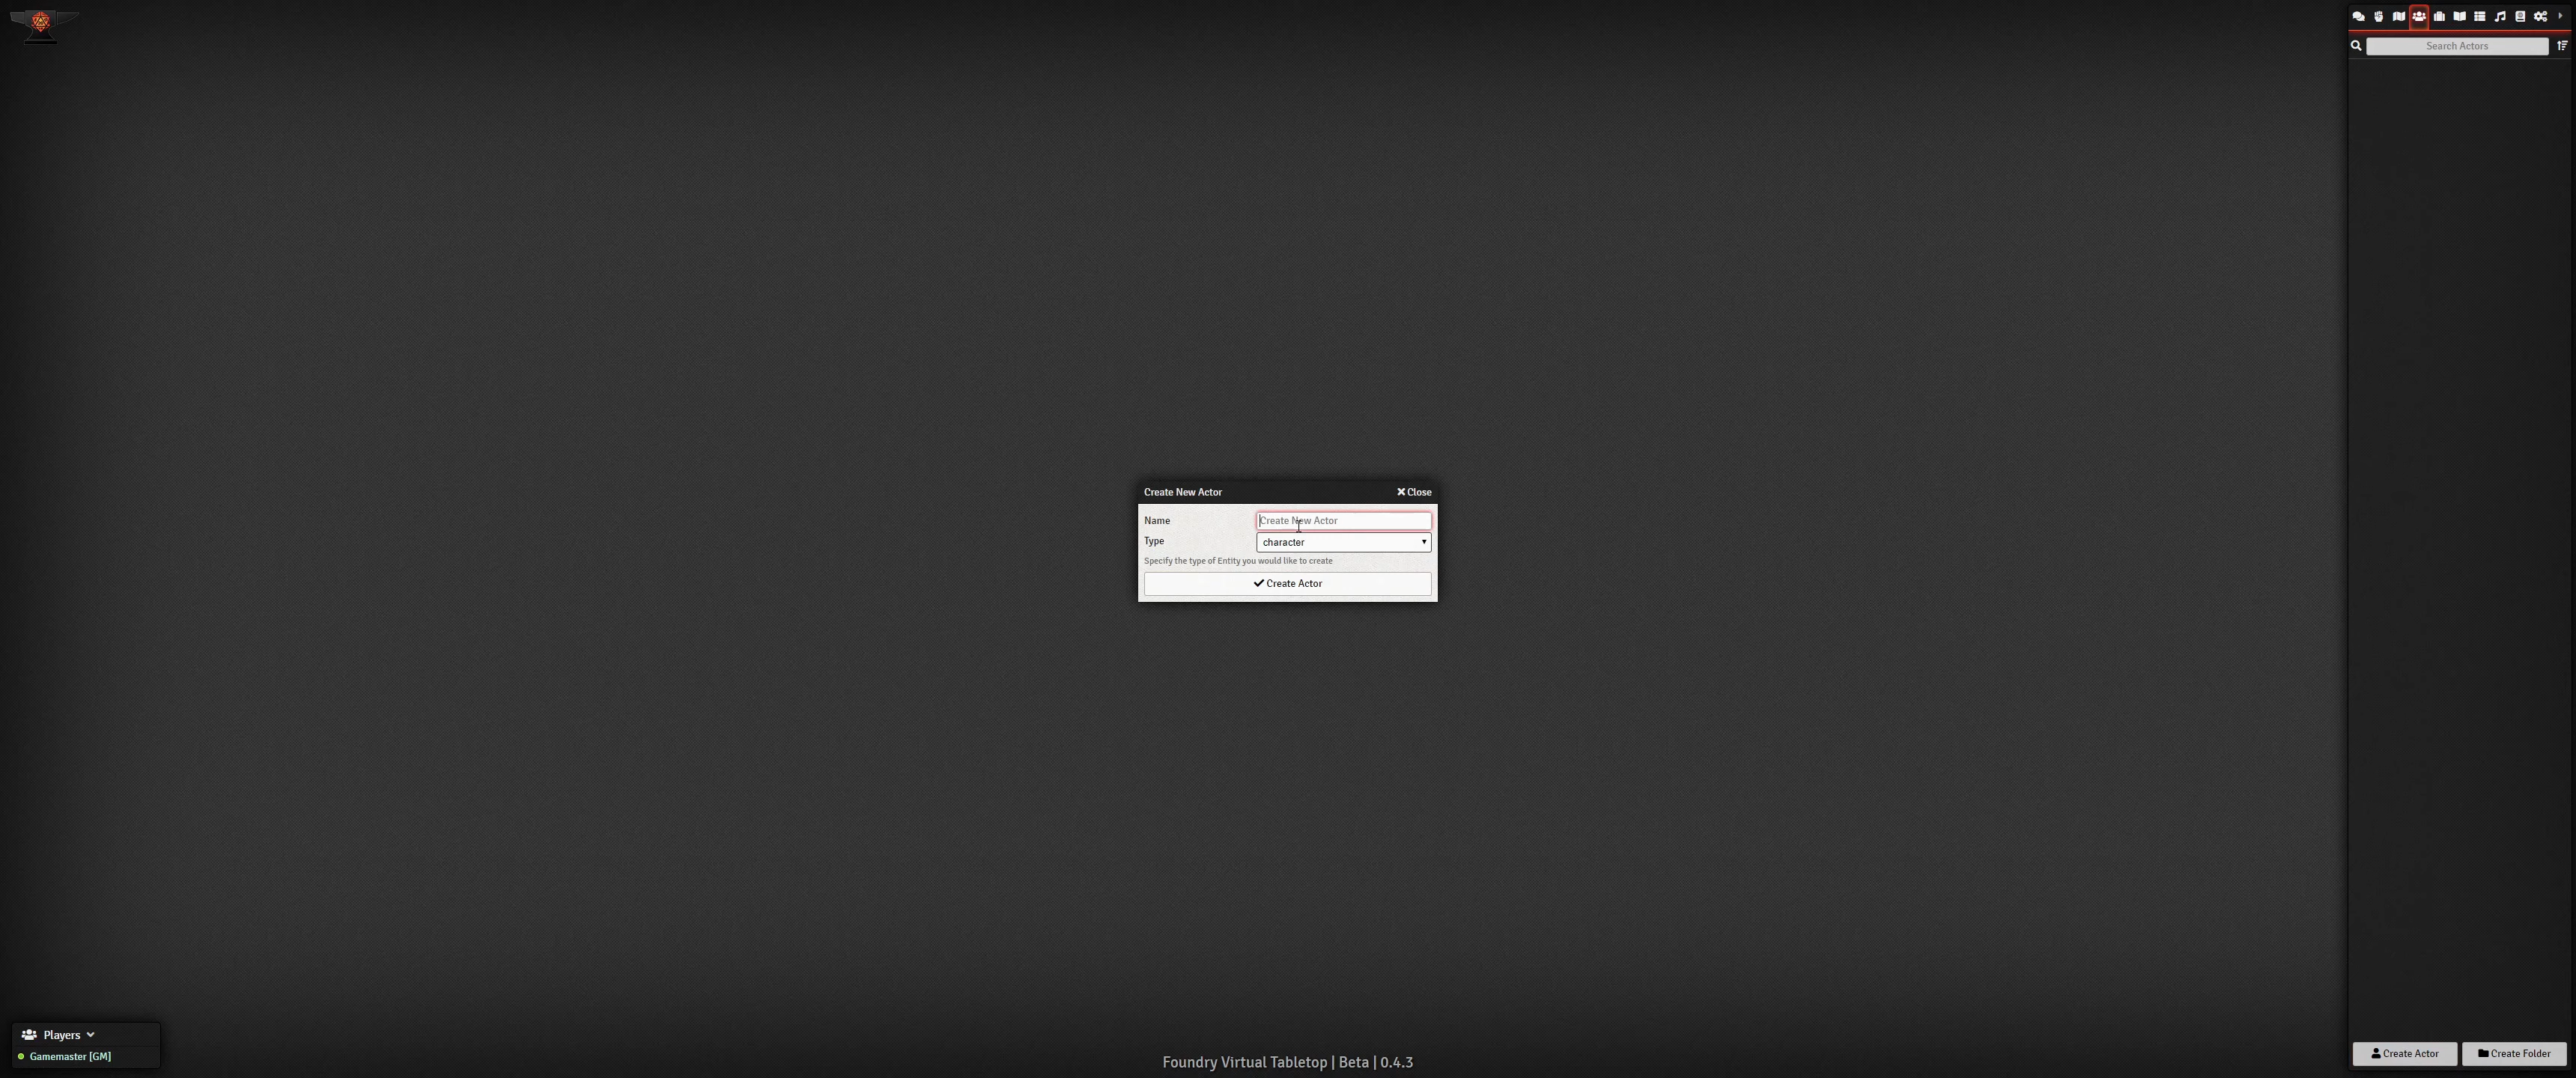 Search Actors
Create New Actor
Close
Name
Create New Actor
Type
character
Specify the type of Entity you would like to create
Create Actor
Players
Gamemaster [GM]
Foundry Virtual Tabletop | Beta | 0.4.3
Create Actor
Create Folder